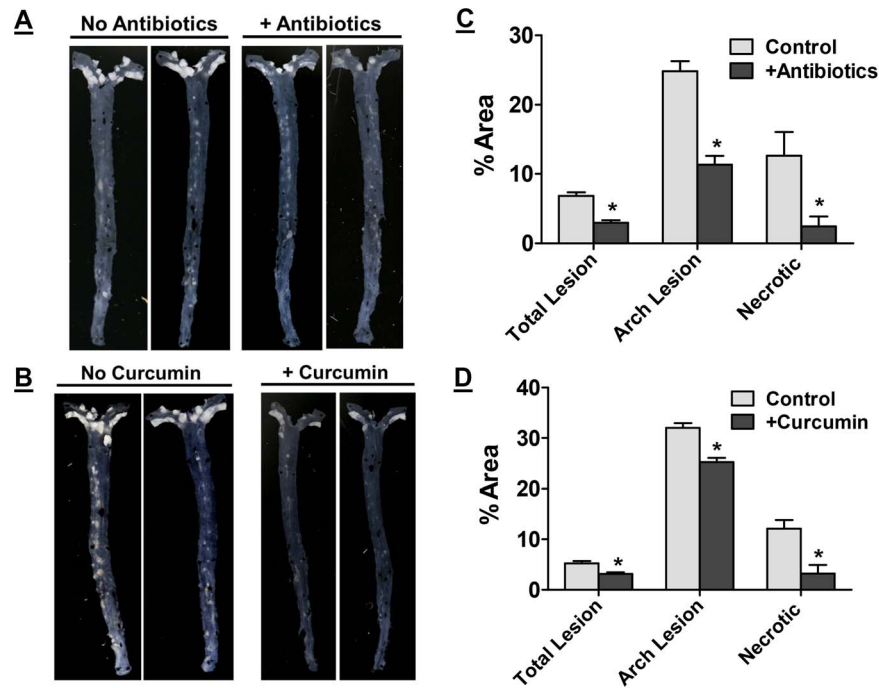 A
No Antibiotics
+ Antibiotics
B
No Curcumin
+ Curcumin
C
30
20
10
0
% Area
Control
+Antibiotics
*
*
*
Total Lesion
Arch Lesion
Necrotic
D
40
30
20
10
0
% Area
Control
+Curcumin
*
*
*
Total Lesion
Arch Lesion
Necrotic